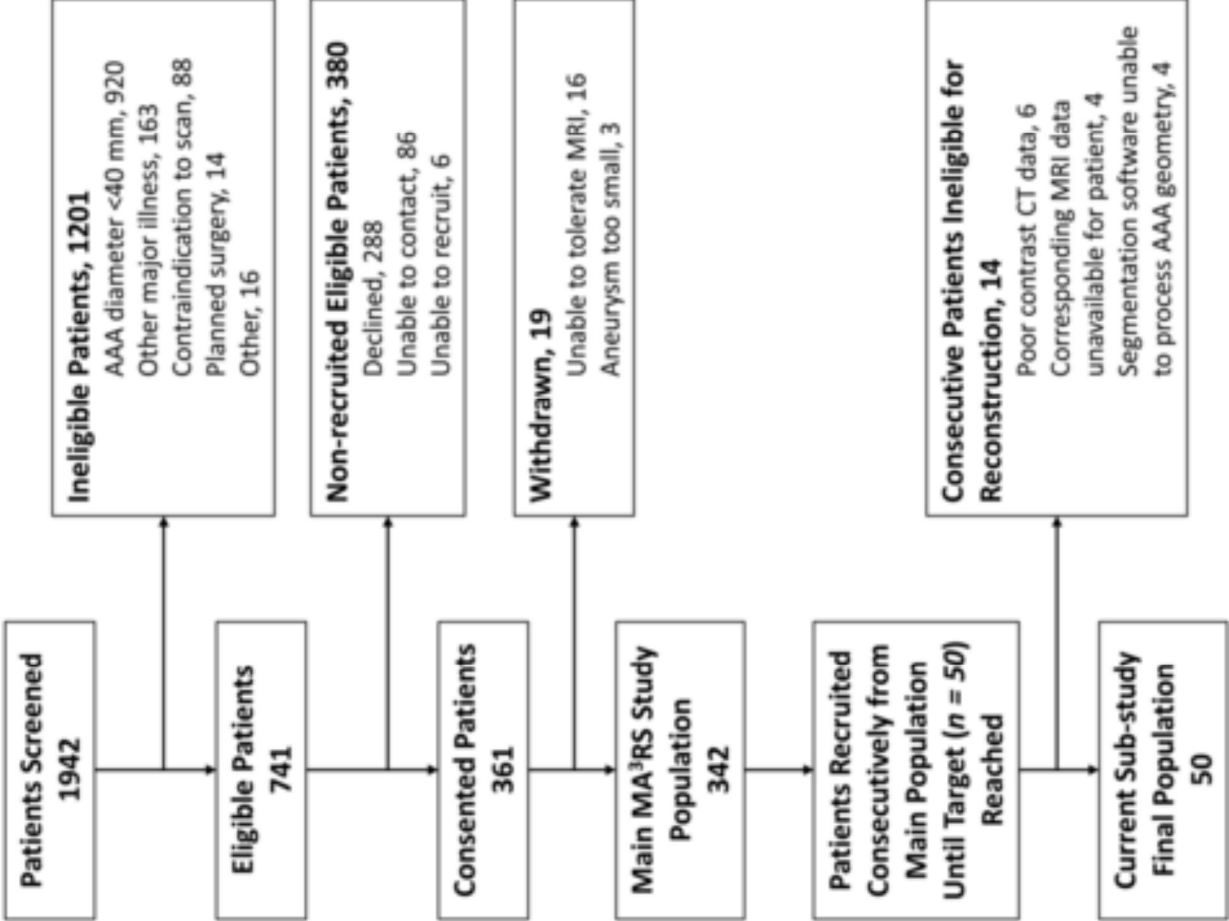 Patients Screened
1942
Ineligible Patients, 1201
AAA diameter <40 mm, 920
Other major illness, 163
Contraindication to scan, 88
Planned surgery, 14
Other, 16
Eligible Patients
741
Non-recruited Eligible Patients, 380
Declined, 288
Unable to contact, 86
Unable to recruit, 6
Consented Patients
361
Withdrawn, 19
Unable to tolerate MRI, 16
Aneurysm too small, 3
Main MA³RS Study
Population
342
Patients Recruited
Consecutively from
Main Population
Until Target (n = 50)
Reached
Consecutive Patients Ineligible for
Reconstruction, 14
Poor contrast CT data, 6
Corresponding MRI data
unavailable for patient, 4
Segmentation software unable
to process AAA geometry, 4
Current Sub-study
Final Population
50